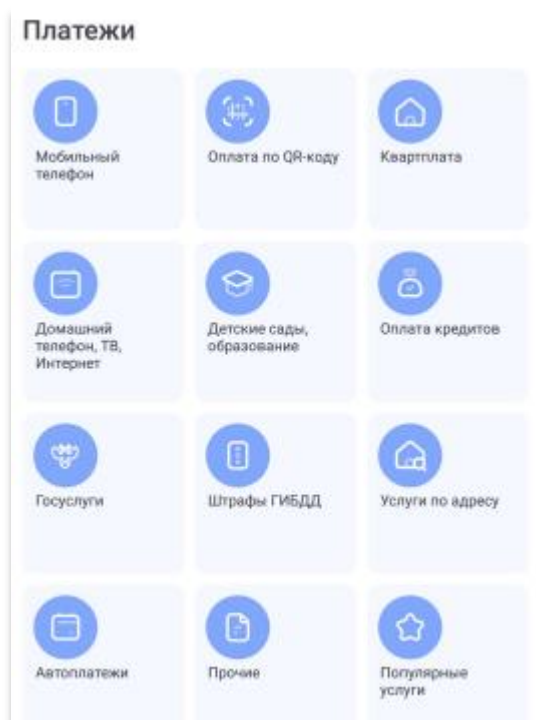 Платежи
Мобильный
телефон
Оплата по QR-коду
Квартплата
Домашний
телефон, ТВ,
Интернет
Детские сады,
образование
Оплата кредитов
Госуслуги
Штрафы ГИБДД
Услуги по адресу
Автоплатежи
Прочие
Популярные
услуги